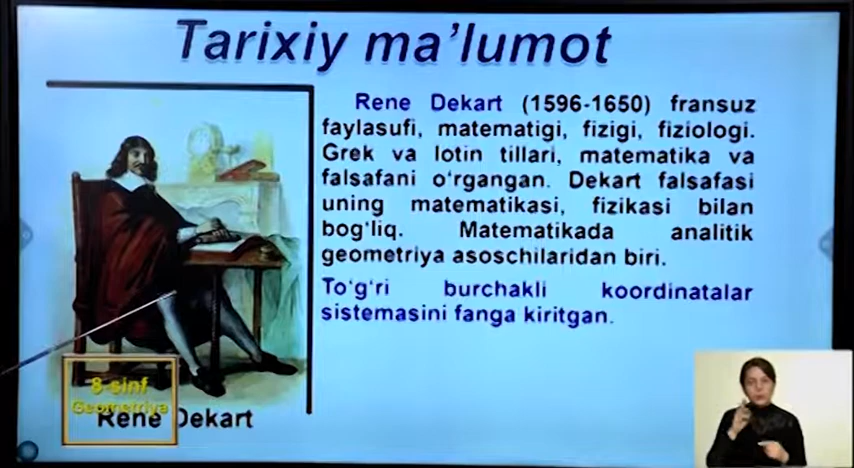 Tarixiy ma'lumot
Rene Dekart (1596-1650) fransuz
faylasufi, matematigi, fizigi, fiziologi.
Grek va lotin tillari, matematika va
falsafani o'rgangan. Dekart falsafasi
uning matematikasi, fizikasi bilan
bog'liq. Matematikada analitik
geometriya asoschilaridan biri.
To'g'ri burchakli koordinatalar
sistemasini fanga kiritgan.
8-sinf
Geometriya
Rene Dekart